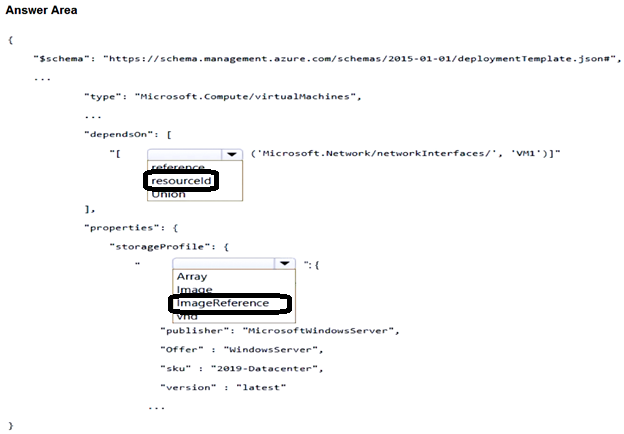 Answer Area
{
"$schema": "https://schema.management.azure.com/schemas/2015-01-01/deploymentTemplate.json#",
...
"type": "Microsoft.Compute/virtualMachines",
...
"dependsOn": [
"[ ('Microsoft.Network/networkInterfaces/', 'VM1')]"
reference
resourceId
Union
],
"properties": {
"storageProfile": {
" ":{
Array
Image
ImageReference
vhd
"publisher": "MicrosoftWindowsServer",
"Offer" : "WindowsServer",
"sku" : "2019-Datacenter",
"version" : "latest"
...
}